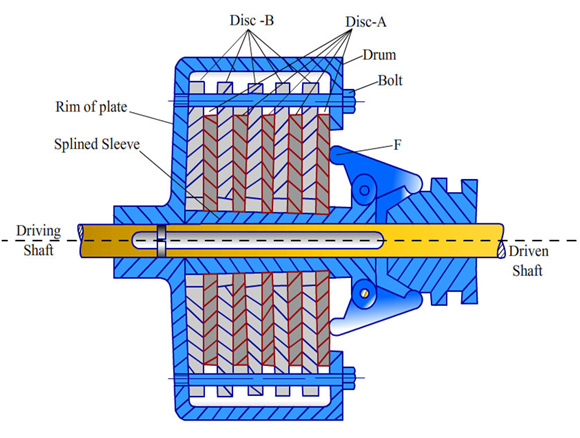 Disc -B
Disc-A
Drum
Bolt
Rim of plate
Splined Sleeve
F
Driving
Shaft
Driven
Shaft